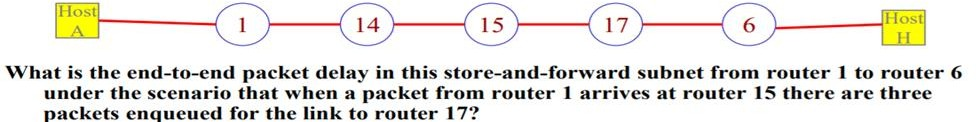 Host
A
1
14
15
17
6
Host
H
What is the end-to-end packet delay in this store-and-forward subnet from router 1 to router 6
under the scenario that when a packet from router 1 arrives at router 15 there are three
packets enqueued for the link to router 17?